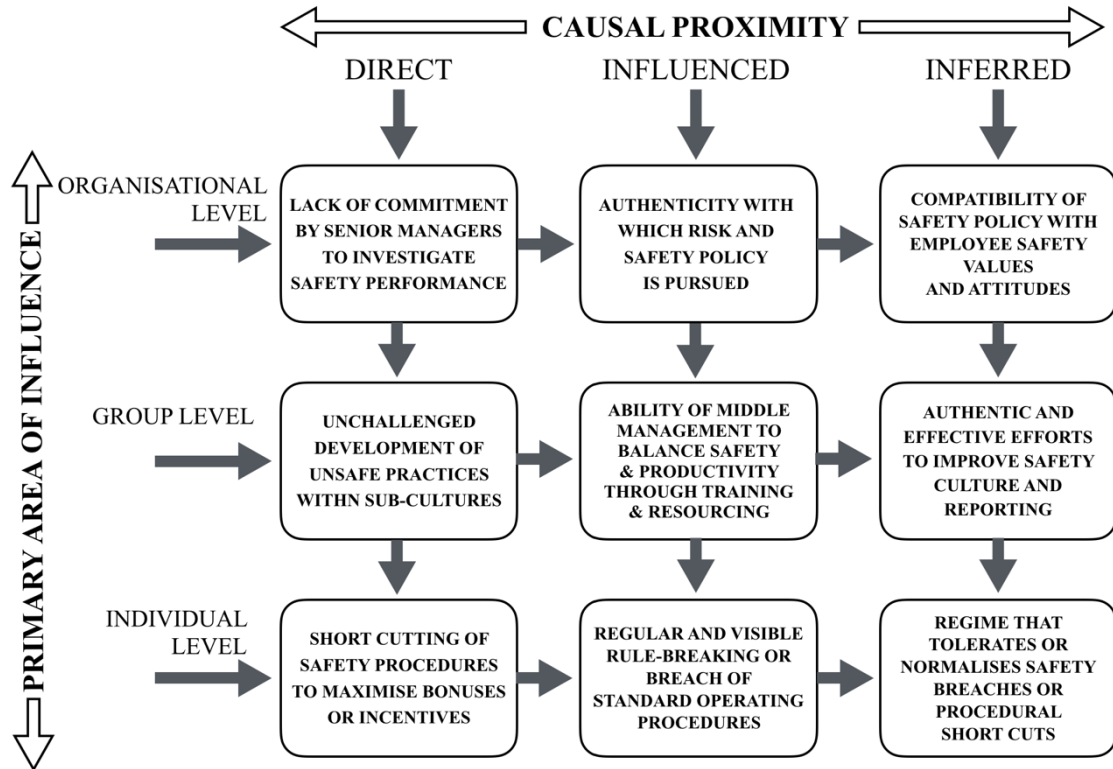 CAUSAL PROXIMITY
DIRECT
INFLUENCED
INFERRED
PRIMARY AREA OF INFLUENCE
ORGANISATIONAL
LEVEL
LACK OF COMMITMENT
BY SENIOR MANAGERS
TO INVESTIGATE
SAFETY PERFORMANCE
AUTHENTICITY WITH
WHICH RISK AND
SAFETY POLICY
IS PURSUED
COMPATIBILITY OF
SAFETY POLICY WITH
EMPLOYEE SAFETY
VALUES
AND ATTITUDES
GROUP LEVEL
UNCHALLENGED
DEVELOPMENT OF
UNSAFE PRACTICES
WITHN SUB-CULTURES
ABILITY OF MIDDLE
MANAGEMENT TO
BALANCE SAFETY
& PRODUCTIVITY
THROUGH TRAINING
& RESOURCING
AUTHENTIC AND
EFFECTIVE EFFORTS
TO IMPROVE SAFETY
CULTURE AND
REPORTING
INDIVIDUAL
LEVEL
SHORT CUTTING OF
SAFETY PROCEDURES
TO MAXIMISE BONUSES
OR INCENTIVES
REGULAR AND VISIBLE
RULE-BREAKING OR
BREACH OF
STANDARD OPERATING
PROCEDURES
REGIME THAT
TOLERATES OR
NORMALISES SAFETY
BREACHES OR
PROCEDURAL
SHORT CUTS